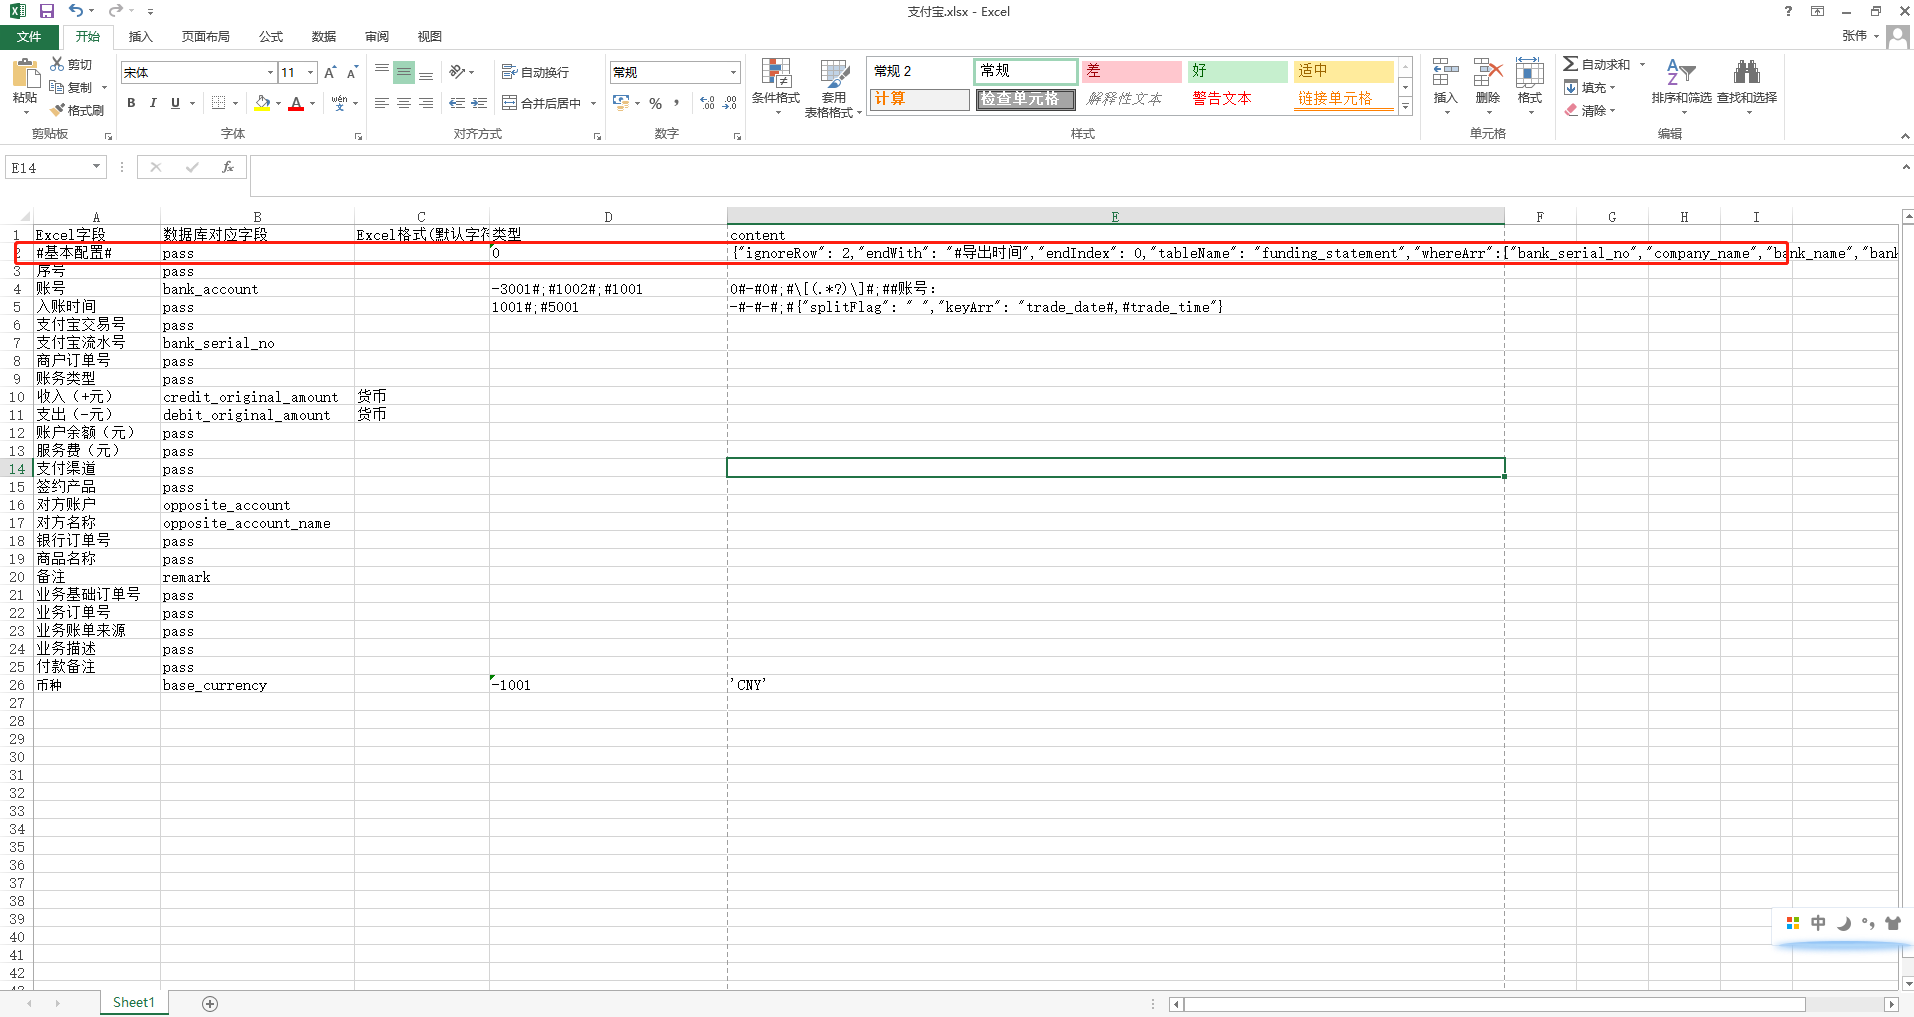 支付宝.xlsx - Excel
?
文件 开始 插入 页面布局 公式 数据 审阅 视图 张伟
粘贴 剪切 复制 格式刷 剪贴板
宋体 11 A A B I U A wén 字体
自动换行 合并后居中 对齐方式
常规 % , 数字
条件格式 套用表格格式
常规 2 常规 差 好 适中
计算 检查单元格 解释性文本 警告文本 链接单元格
样式
插入 删除 格式 单元格
自动求和 填充 清除 排序和筛选 查找和选择 编辑
E14 fx
A B C D E F G H I
1 Excel字段 数据库对应字段 Excel格式(默认字符 类型 content
2 #基本配置# pass 0 {"ignoreRow": 2,"endWith": "#导出时间","endIndex": 0,"tableName": "funding_statement","whereArr":["bank_serial_no","company_name","bank_name","bank
3 序号 pass
4 账号 bank_account -3001#;#1002#;#1001 0#-#0#;#\[(.*?)\]#;##账号:
5 入账时间 pass 1001#;#5001 -#-#-#;#{"splitFlag": " ","keyArr": "trade_date#,#trade_time"}
6 支付宝交易号 pass
7 支付宝流水号 bank_serial_no
8 商户订单号 pass
9 账务类型 pass
10 收入（+元） credit_original_amount 货币
11 支出（-元） debit_original_amount 货币
12 账户余额（元） pass
13 服务费（元） pass
14 支付渠道 pass
15 签约产品 pass
16 对方账户 opposite_account
17 对方名称 opposite_account_name
18 银行订单号 pass
19 商品名称 pass
20 备注 remark
21 业务基础订单号 pass
22 业务订单号 pass
23 业务账单来源 pass
24 业务描述 pass
25 付款备注 pass
26 币种 base_currency -1001 'CNY'
27
28
29
30
31
32
33
34
35
36
37
38
39
40
41
42
中
Sheet1